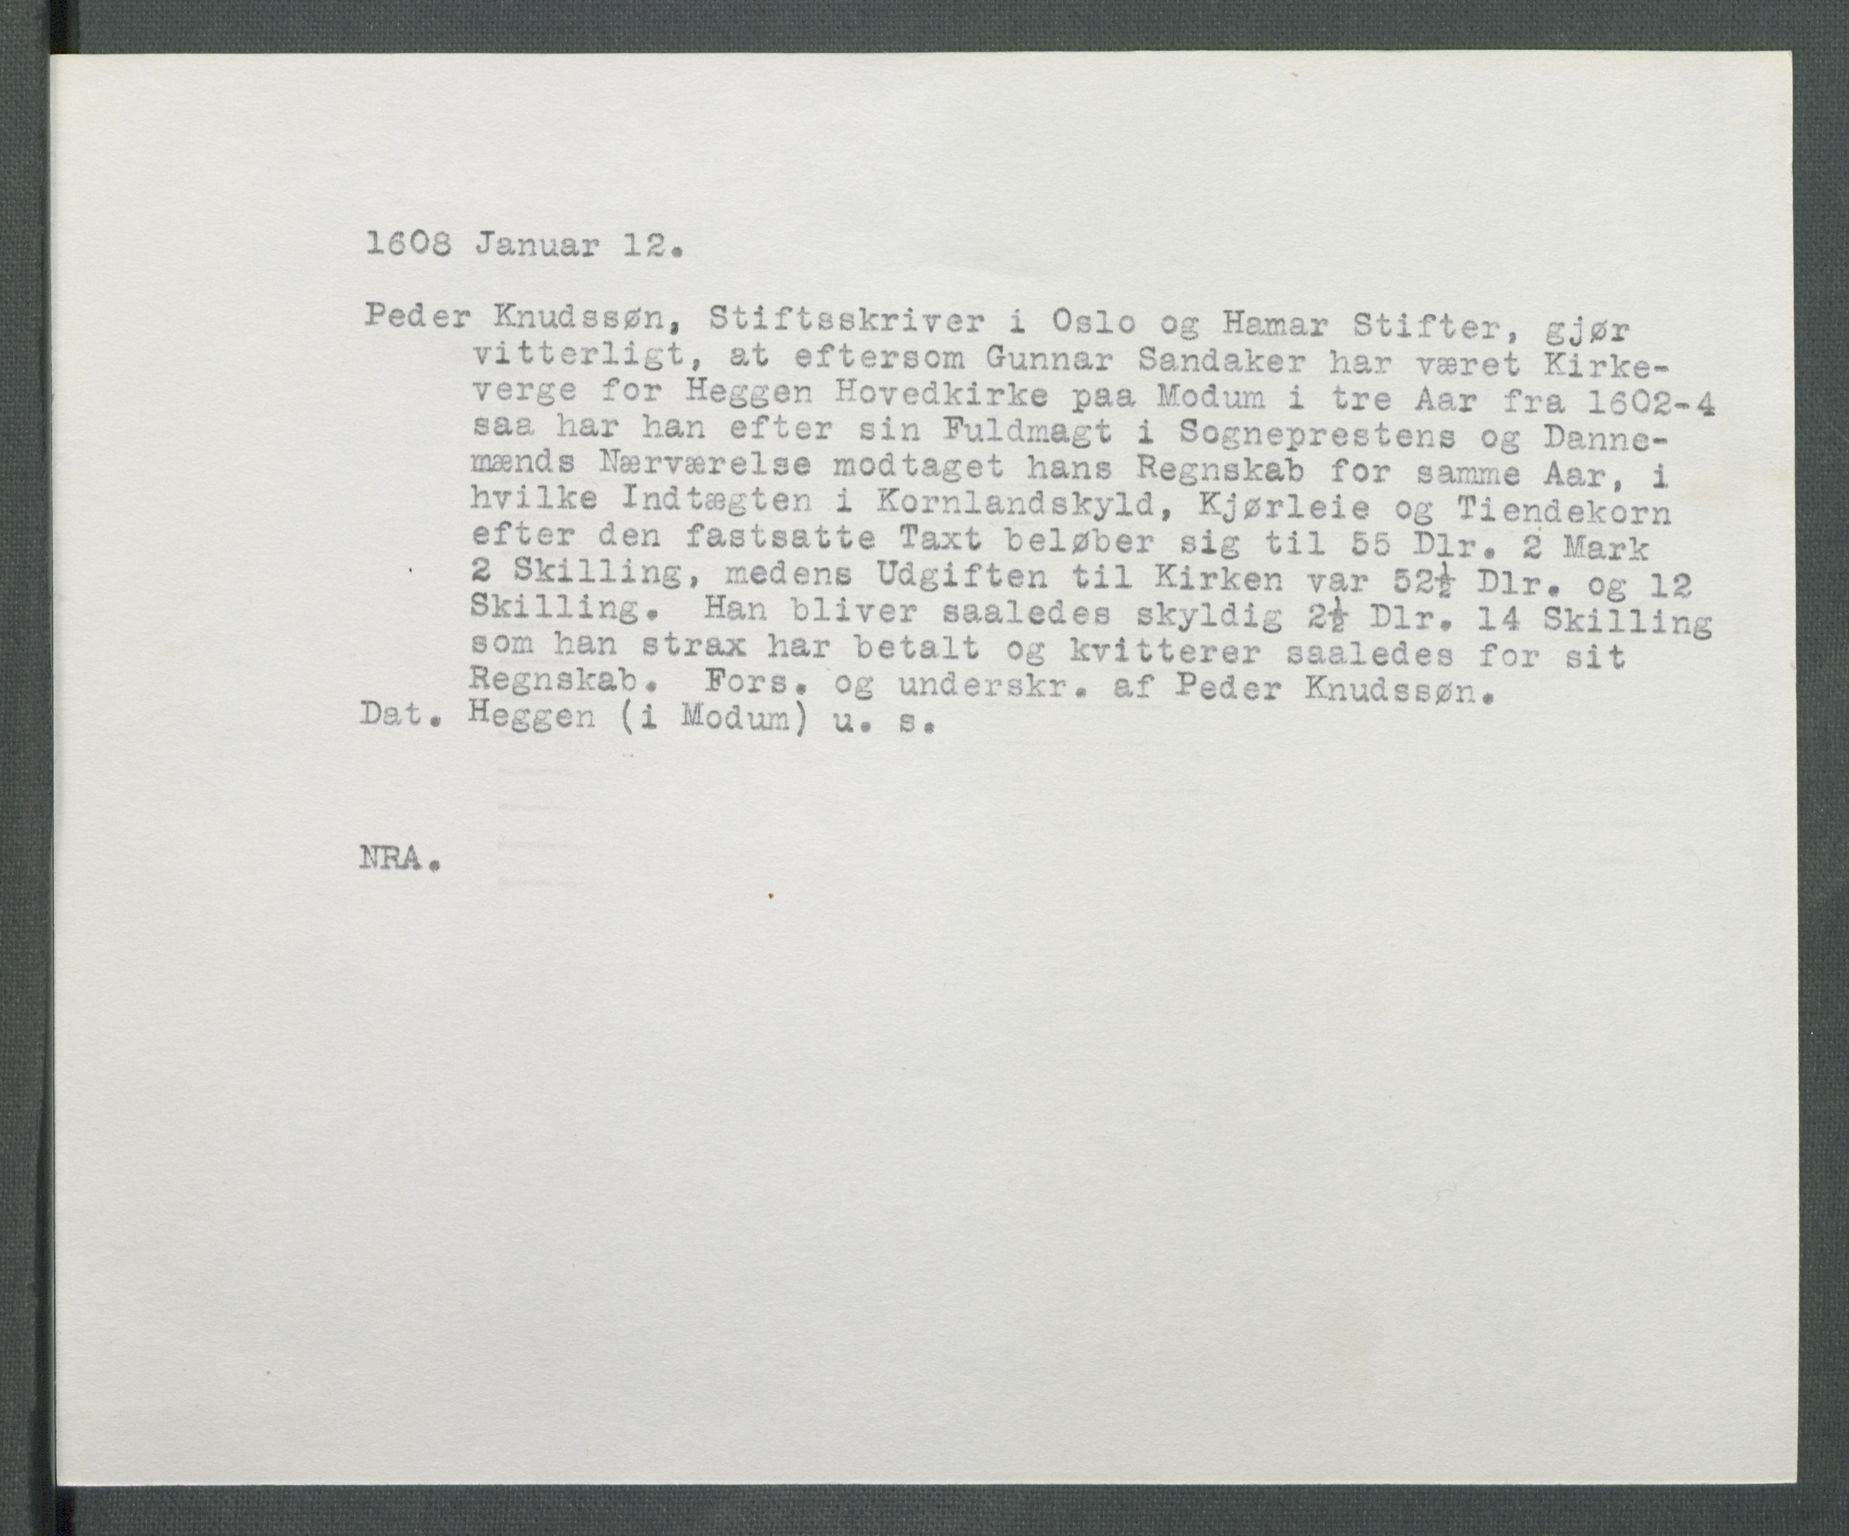 1608 Januar 12.
Peder Knudssøn, Stiftsskriver i Oslo og Hamar Stifter, gjør
vitterligt, at eftersom Gunnar Sandaker har været Kirke-
verge for Heggen Hovedkirke paa Modum i tre Aar fra 1602-4
saa har han efter sin Fuldmagt i Sogneprestens og Danne-
mænds Nærværelse modtaget hans Regnskab for samme Aar, i
hvilke Indtægten i Kornlandskyld, Kjørleie og Tiendekorn
efter den fastsatte Taxt beløber sig til 55 Dlr. 2 Mark
2 Skilling, medens Udgiften til Kirken var 52½ Dlr. og 12
Skilling. Han bliver saaledes skyldig 2½ Dlr. 14 Skilling
som han strax har betalt og kvitterer saaledes for sit
Regnskab. Fors. og underskr. af Peder Knudssøn.
Dat. Heggen (i Modum) u. s.
NRA.